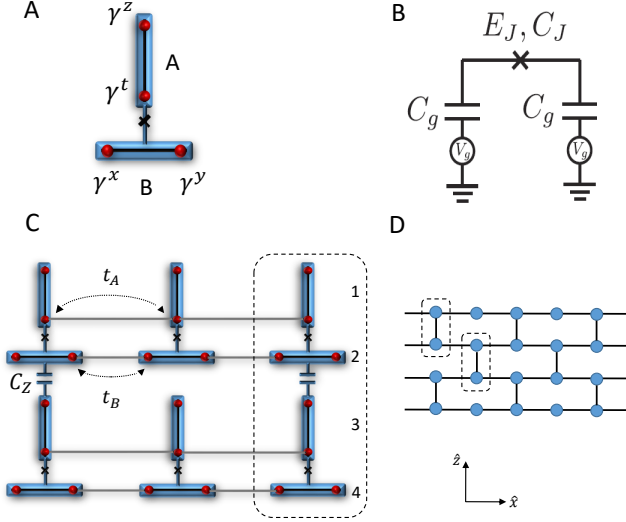 A
γ^z
A
γ^t
γ^x
B
γ^y
B
E_J, C_J
C_g
C_g
V_g
V_g
C
t_A
1
2
C_Z
t_B
3
4
D
ẑ
x̂